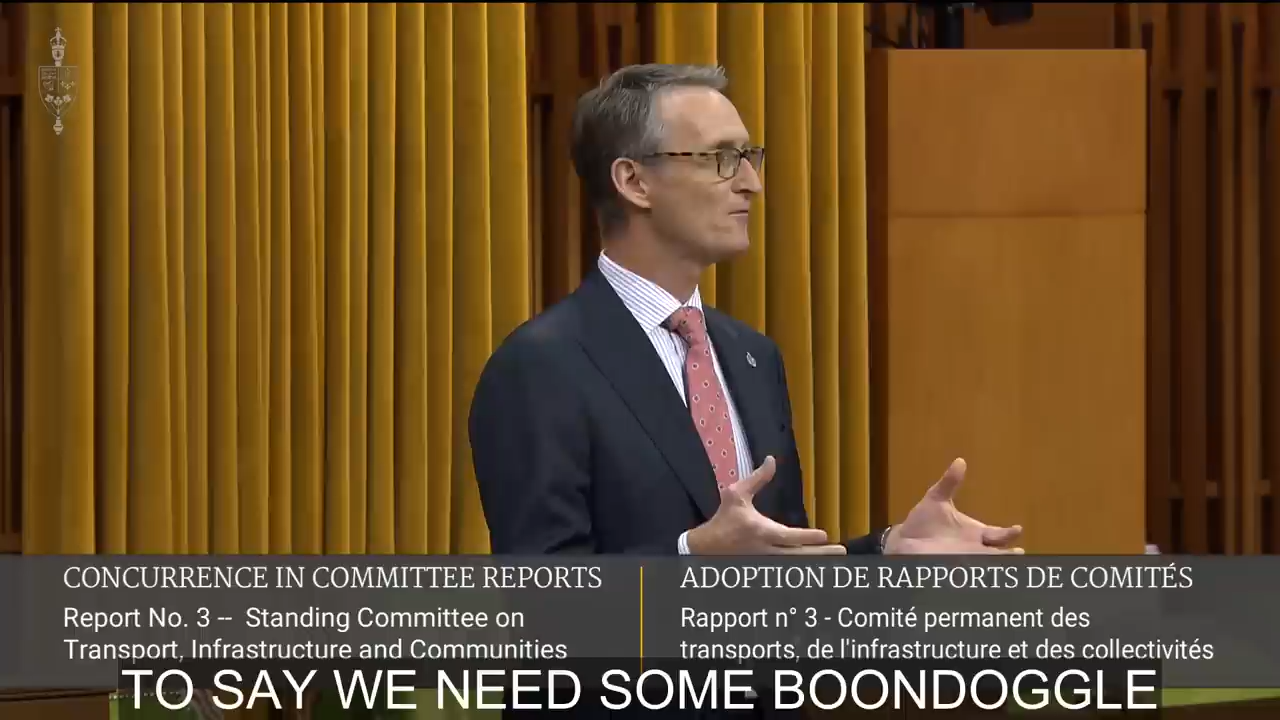 CONCURRENCE IN COMMITTEE REPORTS
Report No. 3 -- Standing Committee on
Transport, Infrastructure and Communities
ADOPTION DE RAPPORTS DE COMITÉS
Rapport n° 3 - Comité permanent des
transports, de l'infrastructure et des collectivités
TO SAY WE NEED SOME BOONDOGGLE